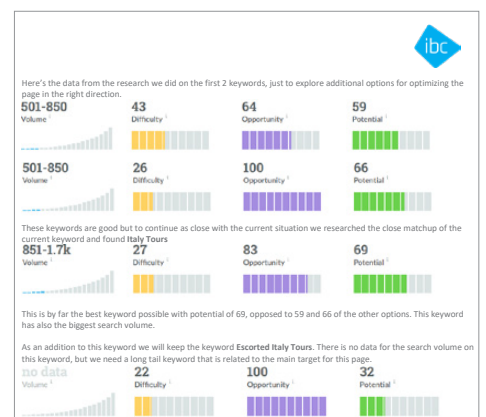 ibc
Here's the data from the research we did on the first 2 keywords, just to explore additional options for optimizing the
page in the right direction.
501-850 43 64 59
Volume i Difficulty i Opportunity i Potential i
501-850 26 100 66
Volume i Difficulty i Opportunity i Potential i
These keywords are good but to continue as close with the current situation we researched the close matchup of the
current keyword and found Italy Tours
851-1.7k 27 83 69
Volume i Difficulty i Opportunity i Potential i
This is by far the best keyword possible with potential of 69, opposed to 59 and 66 of the other options. This keyword
has also the biggest search volume.
As an addition to this keyword we will keep the keyword Escorted Italy Tours. There is no data for the search volume on
this keyword, but we need a long tail keyword that is related to the main target for this page.
no data 22 100 32
Volume i Difficulty i Opportunity i Potential i